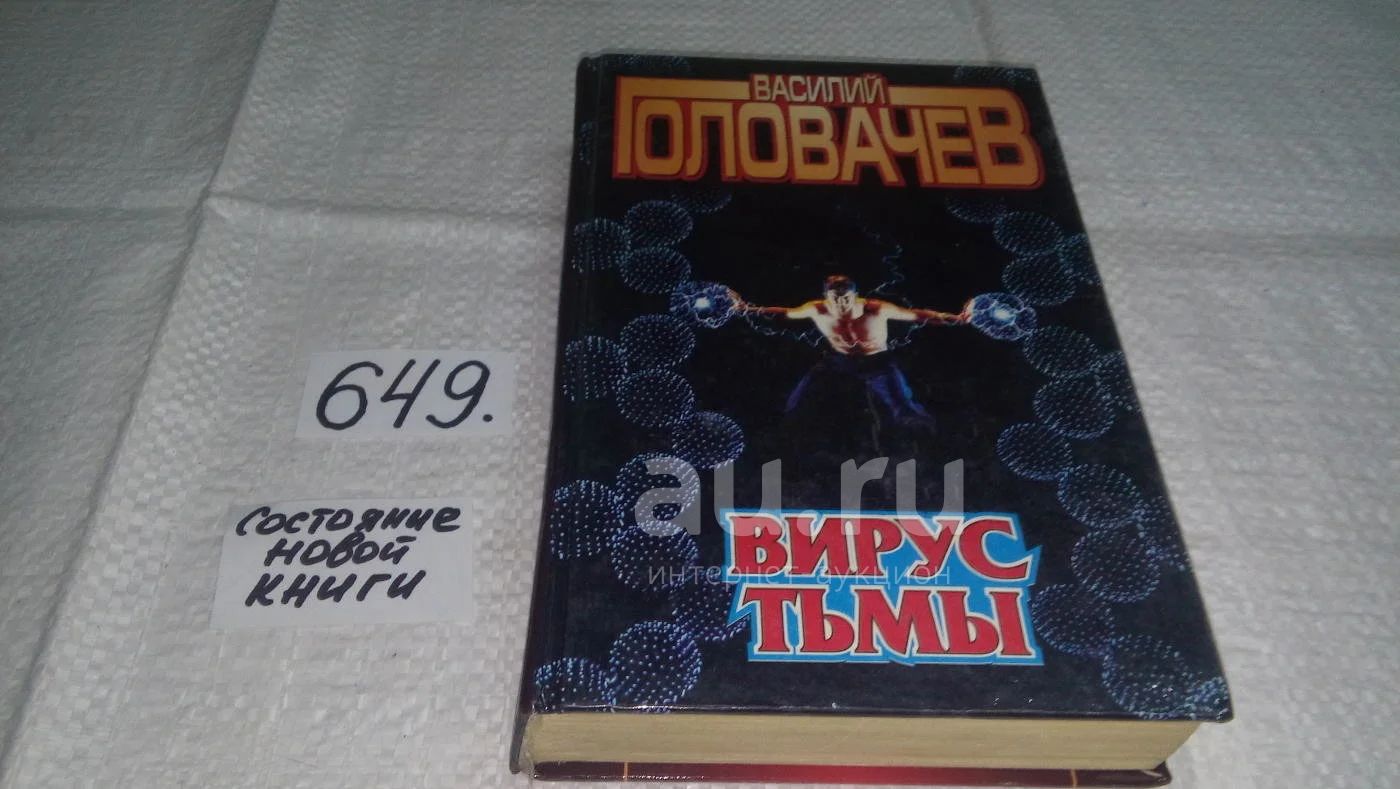 ВАСИЛИЙ
ГОЛОВАЧЕВ
649.
СОСТОЯНИЕ
НОВОЙ
КНИГИ
au.ru
ВИРУС
интернет аукцион
ТЬМЫ